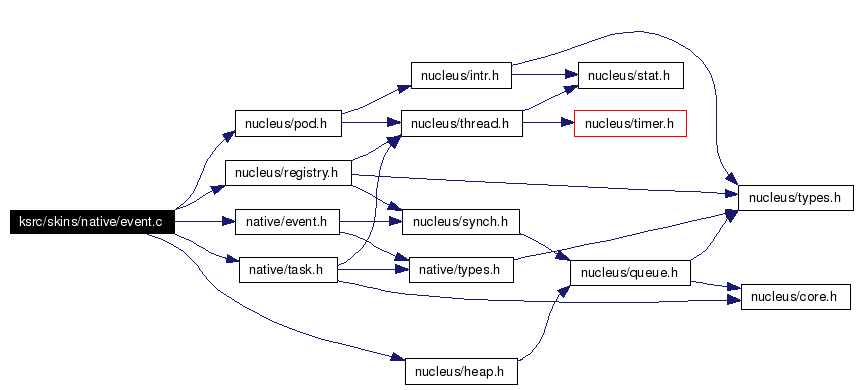 nucleus/intr.h
nucleus/stat.h
nucleus/pod.h
nucleus/thread.h
nucleus/timer.h
nucleus/registry.h
nucleus/types.h
ksrc/skins/native/event.c
native/event.h
nucleus/synch.h
native/task.h
native/types.h
nucleus/queue.h
nucleus/core.h
nucleus/heap.h